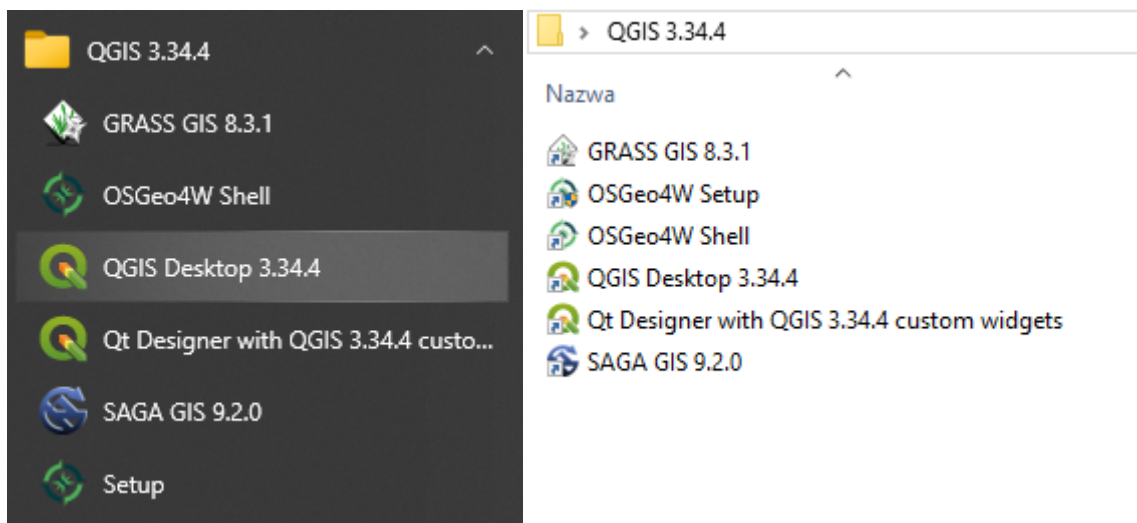 QGIS 3.34.4
GRASS GIS 8.3.1
OSGeo4W Shell
QGIS Desktop 3.34.4
Qt Designer with QGIS 3.34.4 custo...
SAGA GIS 9.2.0
Setup
QGIS 3.34.4
Nazwa
GRASS GIS 8.3.1
OSGeo4W Setup
OSGeo4W Shell
QGIS Desktop 3.34.4
Qt Designer with QGIS 3.34.4 custom widgets
SAGA GIS 9.2.0